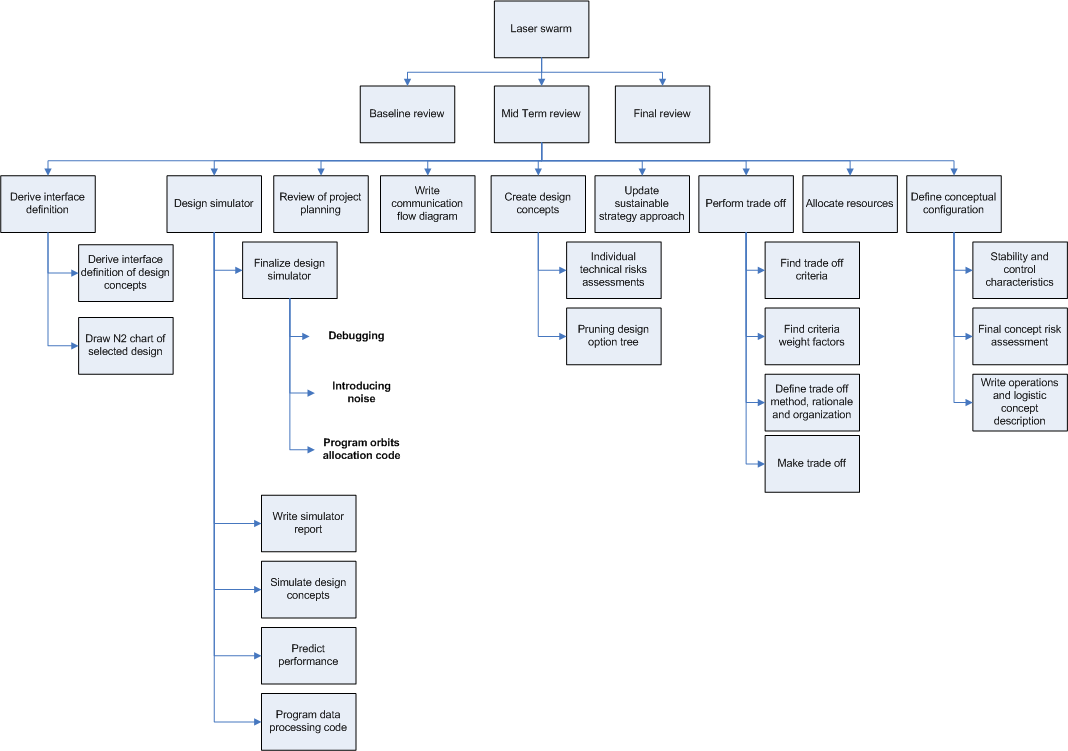 Laser swarm
Baseline review
Mid Term review
Final review
Derive interface
definition
Design simulator
Review of project
planning
Write
communication
flow diagram
Create design
concepts
Update
sustainable
strategy approach
Perform trade off
Allocate resources
Define conceptual
configuration
Derive interface
definition of design
concepts
Draw N2 chart of
selected design
Finalize design
simulator
Debugging
Introducing
noise
Program orbits
allocation code
Write simulator
report
Simulate design
concepts
Predict
performance
Program data
processing code
Individual
technical risks
assessments
Pruning design
option tree
Find trade off
criteria
Find criteria
weight factors
Define trade off
method, rationale
and organization
Make trade off
Stability and
control
characteristics
Final concept risk
assessment
Write operations
and logistic
concept
description